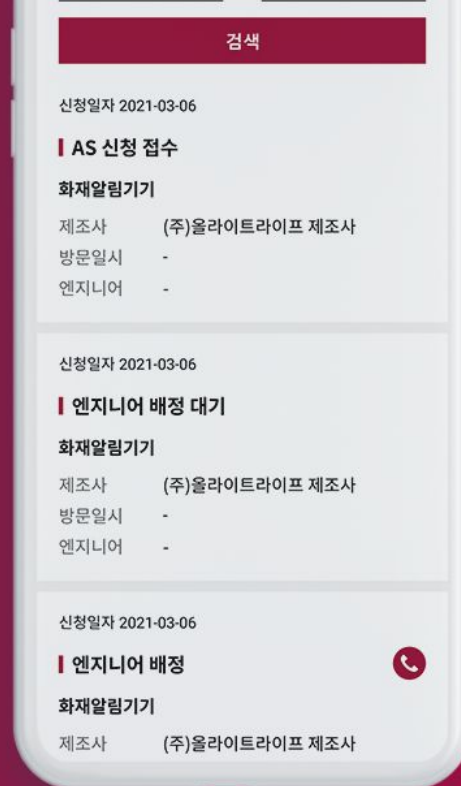 검색
신청일자 2021-03-06
AS 신청 접수
화재알림기기
제조사 (주)올라이트라이프 제조사
방문일시 -
엔지니어 -
신청일자 2021-03-06
엔지니어 배정 대기
화재알림기기
제조사 (주)올라이트라이프 제조사
방문일시 -
엔지니어 -
신청일자 2021-03-06
엔지니어 배정
화재알림기기
제조사 (주)올라이트라이프 제조사